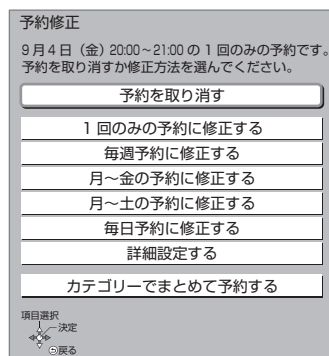 予約修正
9月4日（金）20:00～21:00 の 1 回のみの予約です。
予約を取り消すか修正方法を選んでください。
予約を取り消す
1 回のみの予約に修正する
毎週予約に修正する
月～金の予約に修正する
月～土の予約に修正する
毎日予約に修正する
詳細設定する
カテゴリーでまとめて予約する
項目選択
決定
戻る